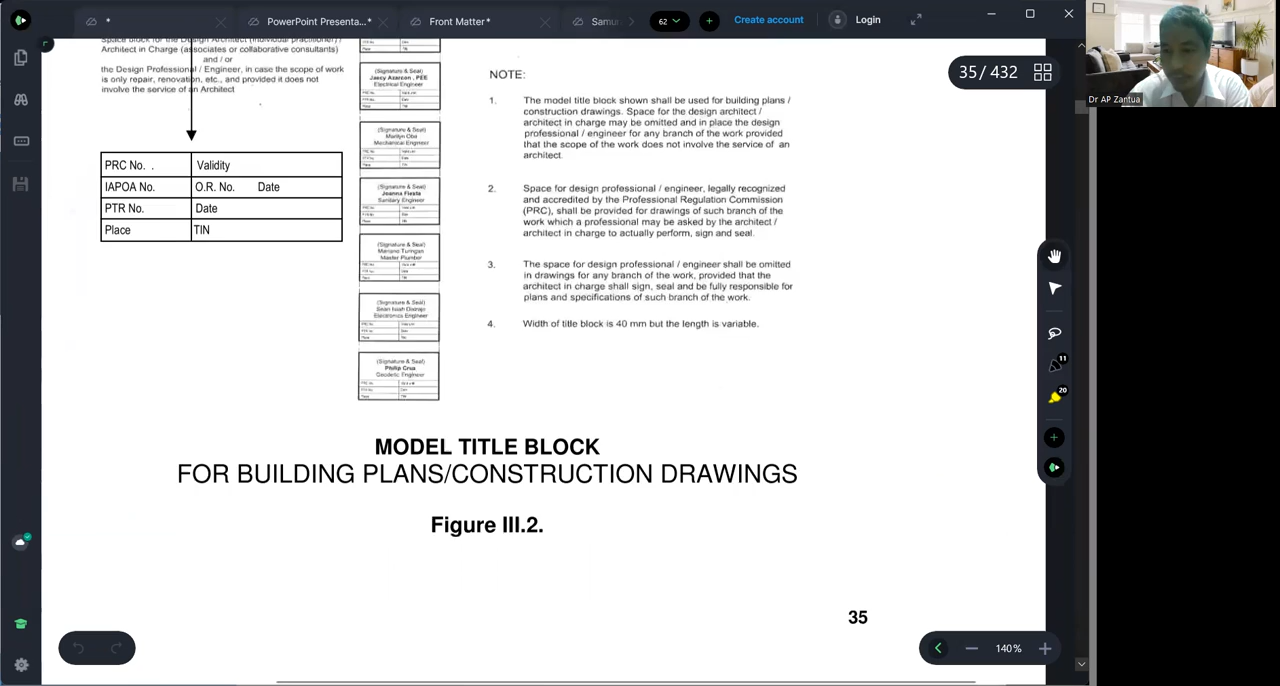 *
PowerPoint Presenta...*
Front Matter*
Samu
62
Create account
Login
35 / 432
Dr AP Zantua
Architect in Charge (associates or collaborative consultants)
and / or
the Design Professional / Engineer, in case the scope of work
is only repair, renovation, etc., and provided it does not
involve the service of an Architect
PRC No. . Validity
IAPOA No. O.R. No. Date
PTR No. Date
Place TIN
(Signature & Seal)
Jaesy Azarcon , PEE
Electrical Engineer
(Signature & Seal)
Marilyn Oba
Mechanical Engineer
(Signature & Seal)
Jeanna Fiesta
Sanitary Engineer
(Signature & Seal)
Mariano Turingan
Master Plumber
(Signature & Seal)
Electronics Engineer
(Signature & Seal)
Philip Crua
Geodetic Engineer
NOTE:
1. The model title block shown shall be used for building plans /
construction drawings. Space for the design architect /
architect in charge may be omitted and in place the design
professional / engineer for any branch of the work provided
that the scope of the work does not involve the service of an
architect.
2. Space for design professional / engineer, legally recognized
and accredited by the Professional Regulation Commission
(PRC), shall be provided for drawings of such branch of the
work which a professional may be asked by the architect /
architect in charge to actually perform, sign and seal.
3. The space for design professional / engineer shall be omitted
in drawings for any branch of the work, provided that the
architect in charge shall sign, seal and be fully responsible for
plans and specifications of such branch of the work.
4. Width of title block is 40 mm but the length is variable.
MODEL TITLE BLOCK
FOR BUILDING PLANS/CONSTRUCTION DRAWINGS
Figure III.2.
35
11
20
140%